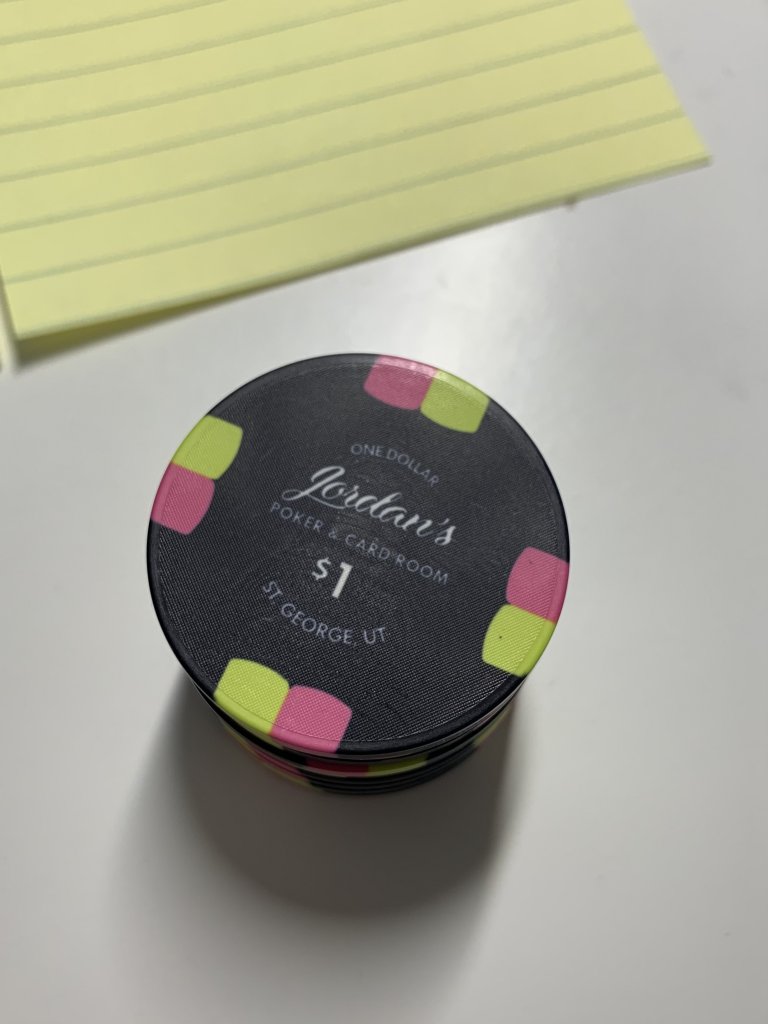 ONE DOLLAR
Jordan's
POKER & CARD ROOM
$1
ST. GEORGE, UT